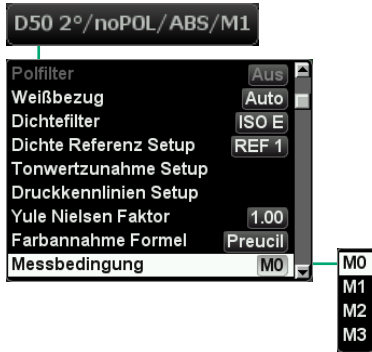 D50 2°/noPOL/ABS/M1
Polfilter Aus
Weißbezug Auto
Dichtefilter ISO E
Dichte Referenz Setup REF 1
Tonwertzunahme Setup
Druckkennlinien Setup
Yule Nielsen Faktor 1.00
Farbannahme Formel Preucil
Messbedingung M0
M0
M1
M2
M3